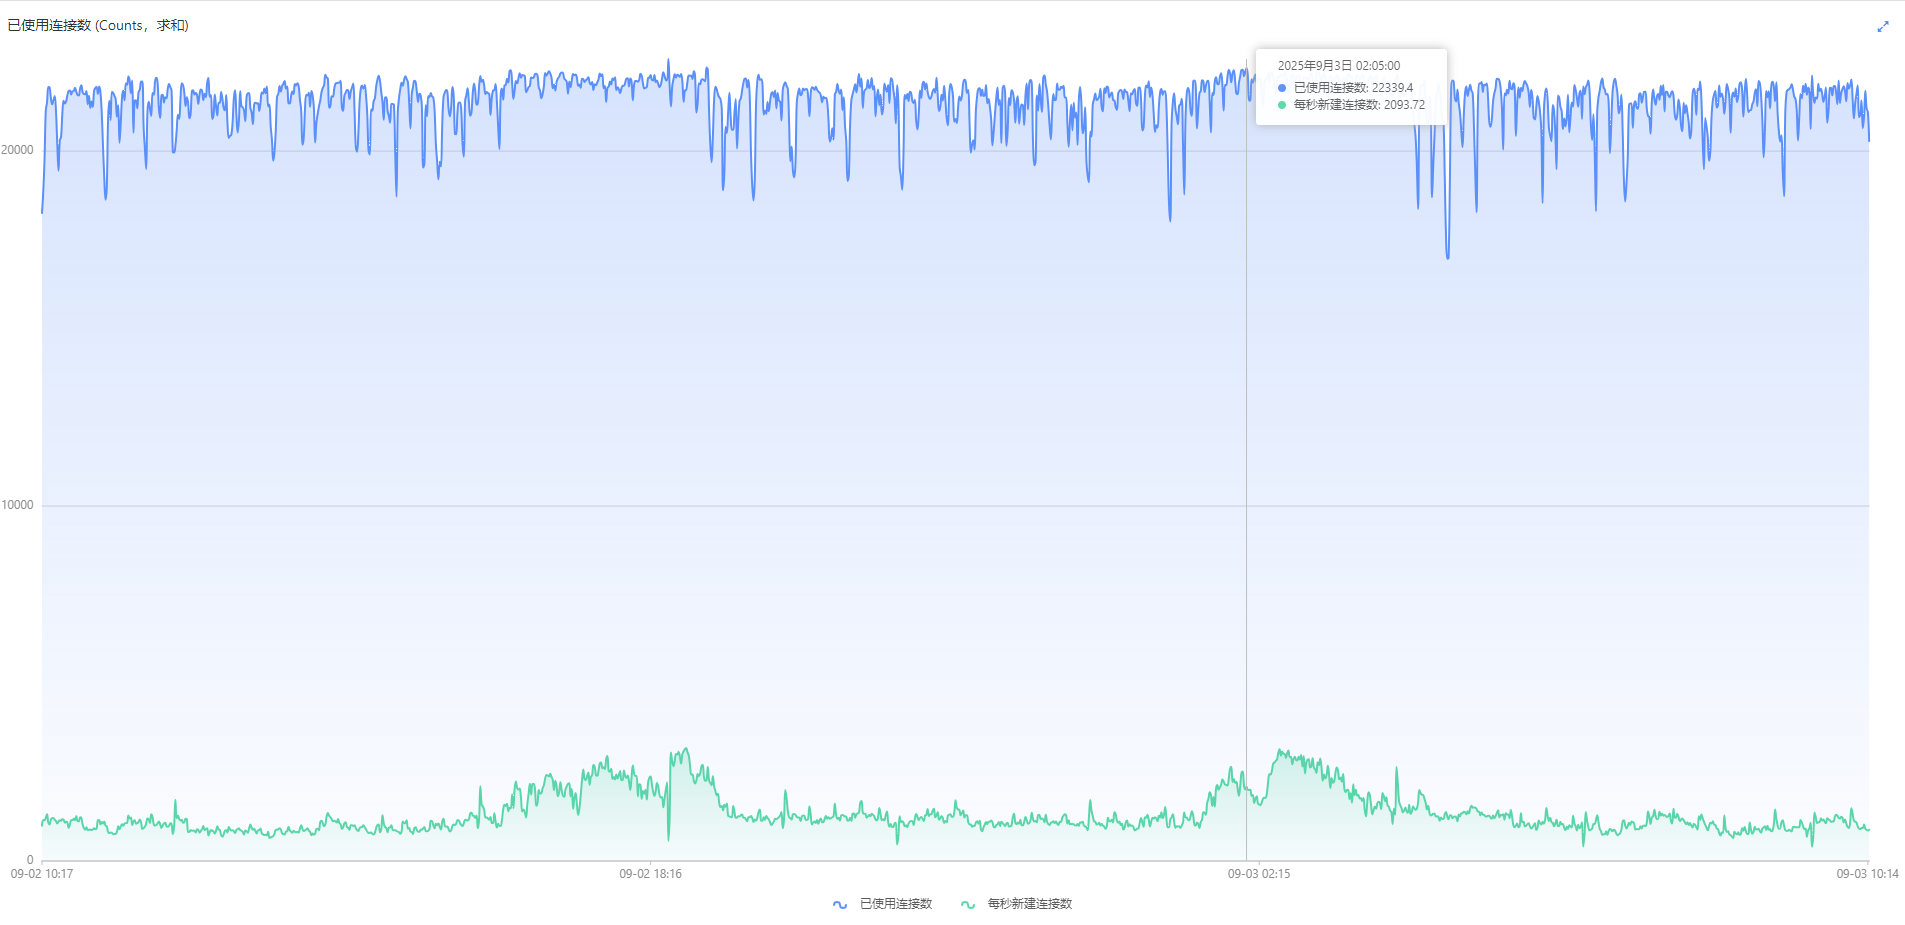 已使用连接数 (Counts，求和)
2025年9月3日 02:05:00
已使用连接数: 22339.4
每秒新建连接数: 2093.72
20000
10000
0
09-02 10:17
09-02 18:16
09-03 02:15
09-03 10:14
已使用连接数
每秒新建连接数